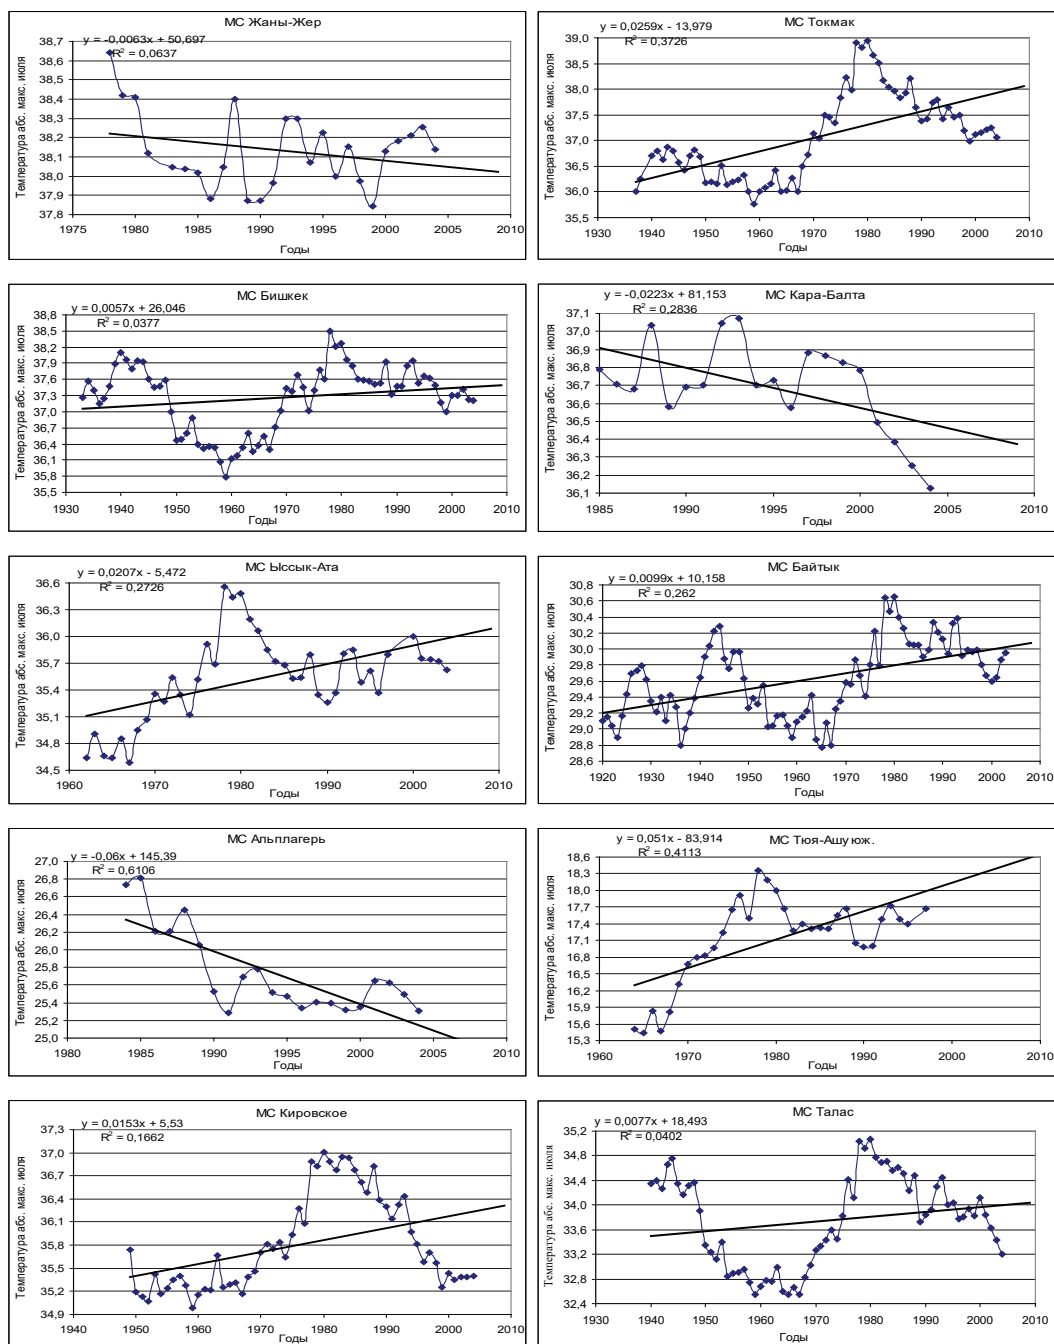 МС Жаны-Жер
y = -0,0063x + 50,697
R² = 0,0637
Температура абс. макс. июля
38,7
38,6
38,5
38,4
38,3
38,2
38,1
38,0
37,9
37,8
1975 1980 1985 1990 1995 2000 2005 2010
Годы
МС Токмак
y = 0,0259x - 13,979
R² = 0,3726
Температура абс. макс. июля
39,0
38,5
38,0
37,5
37,0
36,5
36,0
35,5
1930 1940 1950 1960 1970 1980 1990 2000 2010
Годы
МС Бишкек
y = 0,0057x + 26,046
R² = 0,0377
Температура абс. макс. июля
38,8
38,5
38,2
37,9
37,6
37,3
37,0
36,7
36,4
36,1
35,8
35,5
1930 1940 1950 1960 1970 1980 1990 2000 2010
Годы
МС Кара-Балта
y = -0,0223x + 81,153
R² = 0,2836
Температура абс. макс. июля
37,1
37,0
36,9
36,8
36,6
36,5
36,4
36,3
36,2
36,1
1985 1990 1995 2000 2005 2010
Годы
МС Ыссык-Ата
y = 0,0207x - 5,472
R² = 0,2726
Температура абс. макс. июля
36,6
36,3
36,0
35,7
35,4
35,1
34,8
34,5
1960 1970 1980 1990 2000 2010
Годы
МС Байтык
y = 0,0099x + 10,158
R² = 0,262
Температура абс. макс. июля
30,8
30,6
30,4
30,2
30,0
29,8
29,6
29,4
29,2
29,0
28,8
28,6
1920 1930 1940 1950 1960 1970 1980 1990 2000 2010
Годы
МС Альплагерь
y = -0,06x + 145,39
R² = 0,6106
Температура абс. макс. июля
27,0
26,8
26,6
26,4
26,2
26,0
25,8
25,6
25,4
25,2
25,0
1980 1985 1990 1995 2000 2005 2010
Годы
МС Тюя-Ашу юж.
y = 0,051x - 83,914
R² = 0,4113
Температура абс. макс. июля
18,6
18,3
18,0
17,7
17,4
17,1
16,8
16,5
16,2
15,9
15,6
15,3
1960 1970 1980 1990 2000 2010
Годы
МС Кировское
y = 0,0153x + 5,53
R² = 0,1662
Температура абс. макс. июля
37,3
37,0
36,7
36,4
36,1
35,8
35,5
35,2
34,9
1940 1950 1960 1970 1980 1990 2000 2010
Годы
МС Талас
y = 0,0077x + 18,493
R² = 0,0402
Температура абс. макс. июля
35,2
34,8
34,4
34,0
33,6
33,2
32,8
32,4
1930 1940 1950 1960 1970 1980 1990 2000 2010
Годы